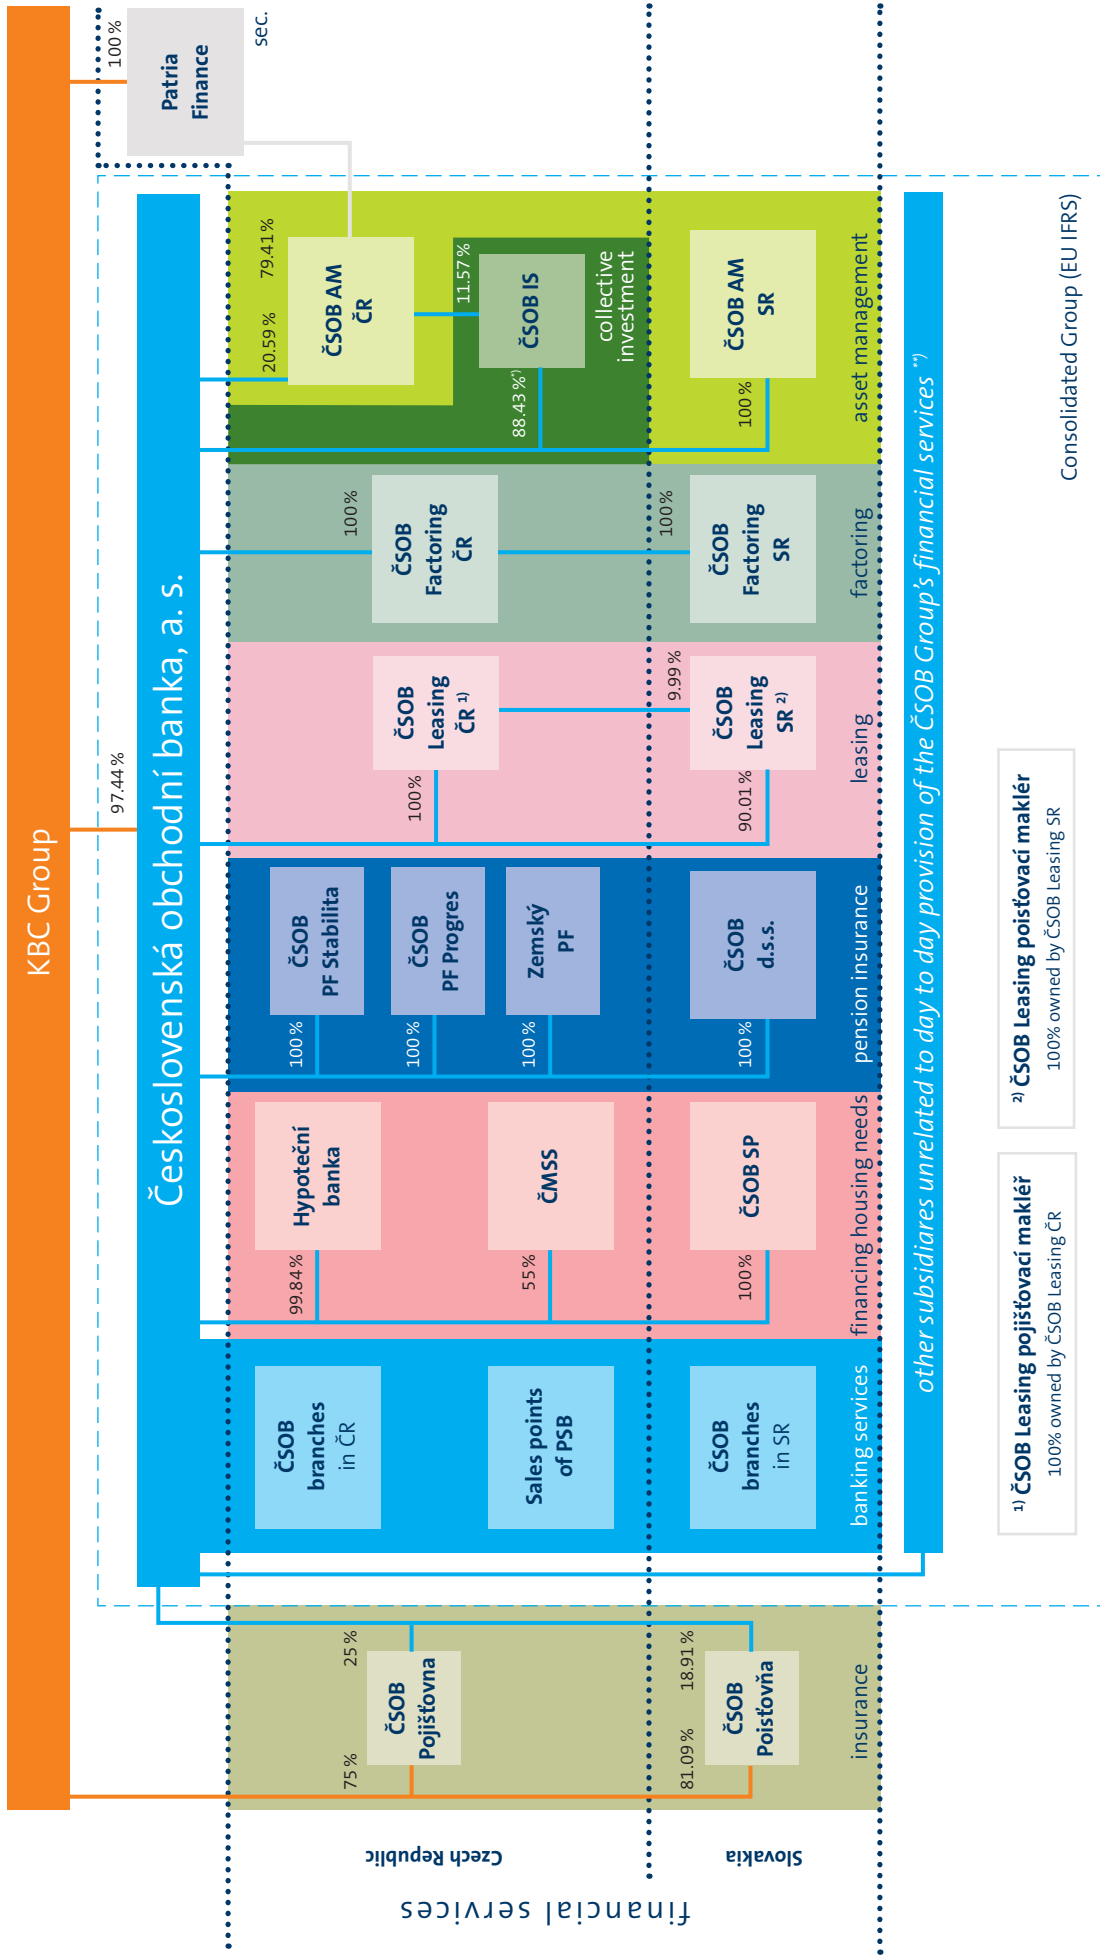 KBC Group
97.44 %
100 %
Patria
Finance
sec.
Československá obchodní banka, a. s.
financial services
Czech Republic
Slovakia
75 %
25 %
ČSOB
Pojišťovna
81.09 %
18.91 %
ČSOB
Poisťovňa
insurance
ČSOB
branches
in ČR
Sales points
of PSB
ČSOB
branches
in SR
banking services
99.84 %
Hypoteční
banka
55 %
ČMSS
100 %
ČSOB SP
financing housing needs
100 %
ČSOB
PF Stabilita
100 %
ČSOB
PF Progres
100 %
Zemský
PF
100 %
ČSOB
d.s.s.
pension insurance
100 %
ČSOB
Leasing
ČR 1)
90.01 %
9.99 %
ČSOB
Leasing
SR 2)
leasing
100 %
ČSOB
Factoring
ČR
100 %
ČSOB
Factoring
SR
factoring
20.59 %
79.41 %
ČSOB AM
ČR
88.43 %*)
11.57 %
ČSOB IS
collective
investment
100 %
ČSOB AM
SR
asset management
other subsidiares unrelated to day to day provision of the ČSOB Group's financial services **)
1) ČSOB Leasing pojišťovací makléř
100% owned by ČSOB Leasing ČR
2) ČSOB Leasing poisťovací maklér
100% owned by ČSOB Leasing SR
Consolidated Group (EU IFRS)